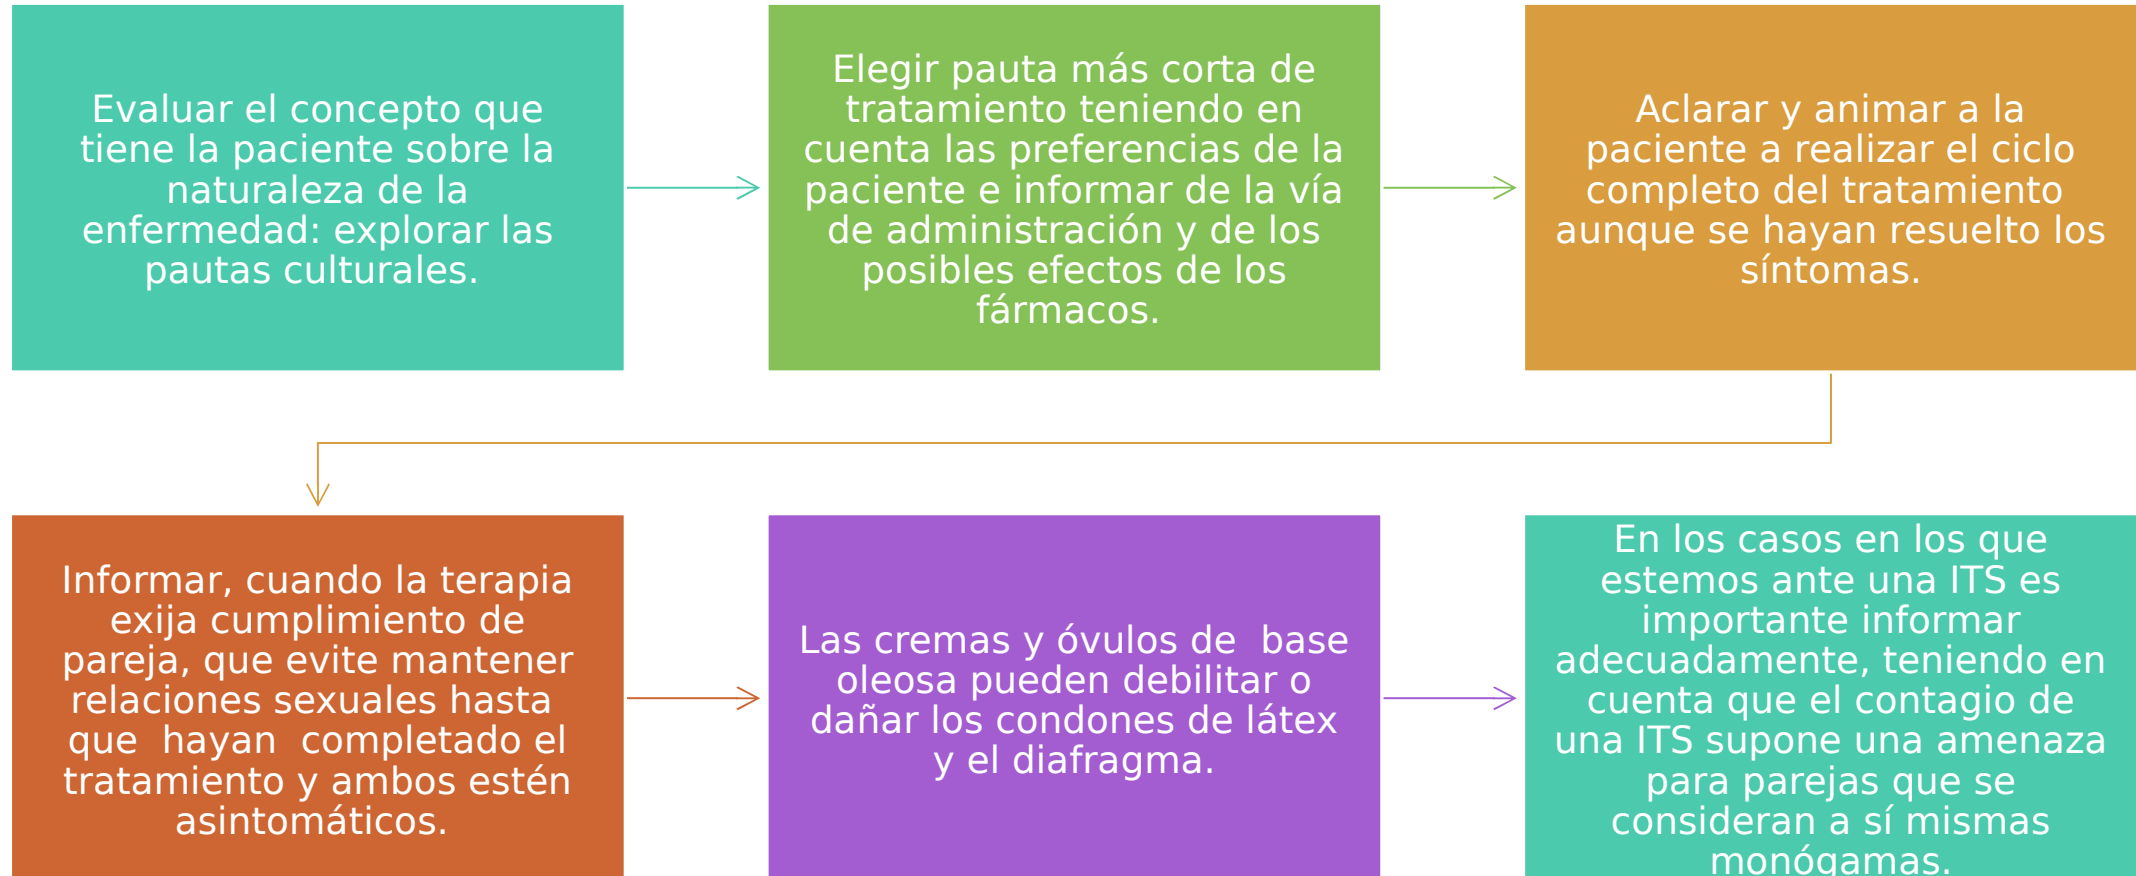 Evaluar el concepto que
tiene la paciente sobre la
naturaleza de la
enfermedad: explorar las
pautas culturales.
Elegir pauta más corta de
tratamiento teniendo en
cuenta las preferencias de la
paciente e informar de la vía
de administración y de los
posibles efectos de los
fármacos.
Aclarar y animar a la
paciente a realizar el ciclo
completo del tratamiento
aunque se hayan resuelto los
síntomas.
Informar, cuando la terapia
exija cumplimiento de
pareja, que evite mantener
relaciones sexuales hasta
que  hayan  completado el
tratamiento y ambos estén
asintomáticos.
Las cremas y óvulos de  base
oleosa pueden debilitar o
dañar los condones de látex
y el diafragma.
En los casos en los que
estemos ante una ITS es
importante informar
adecuadamente, teniendo en
cuenta que el contagio de
una ITS supone una amenaza
para parejas que se
consideran a sí mismas
monógamas.